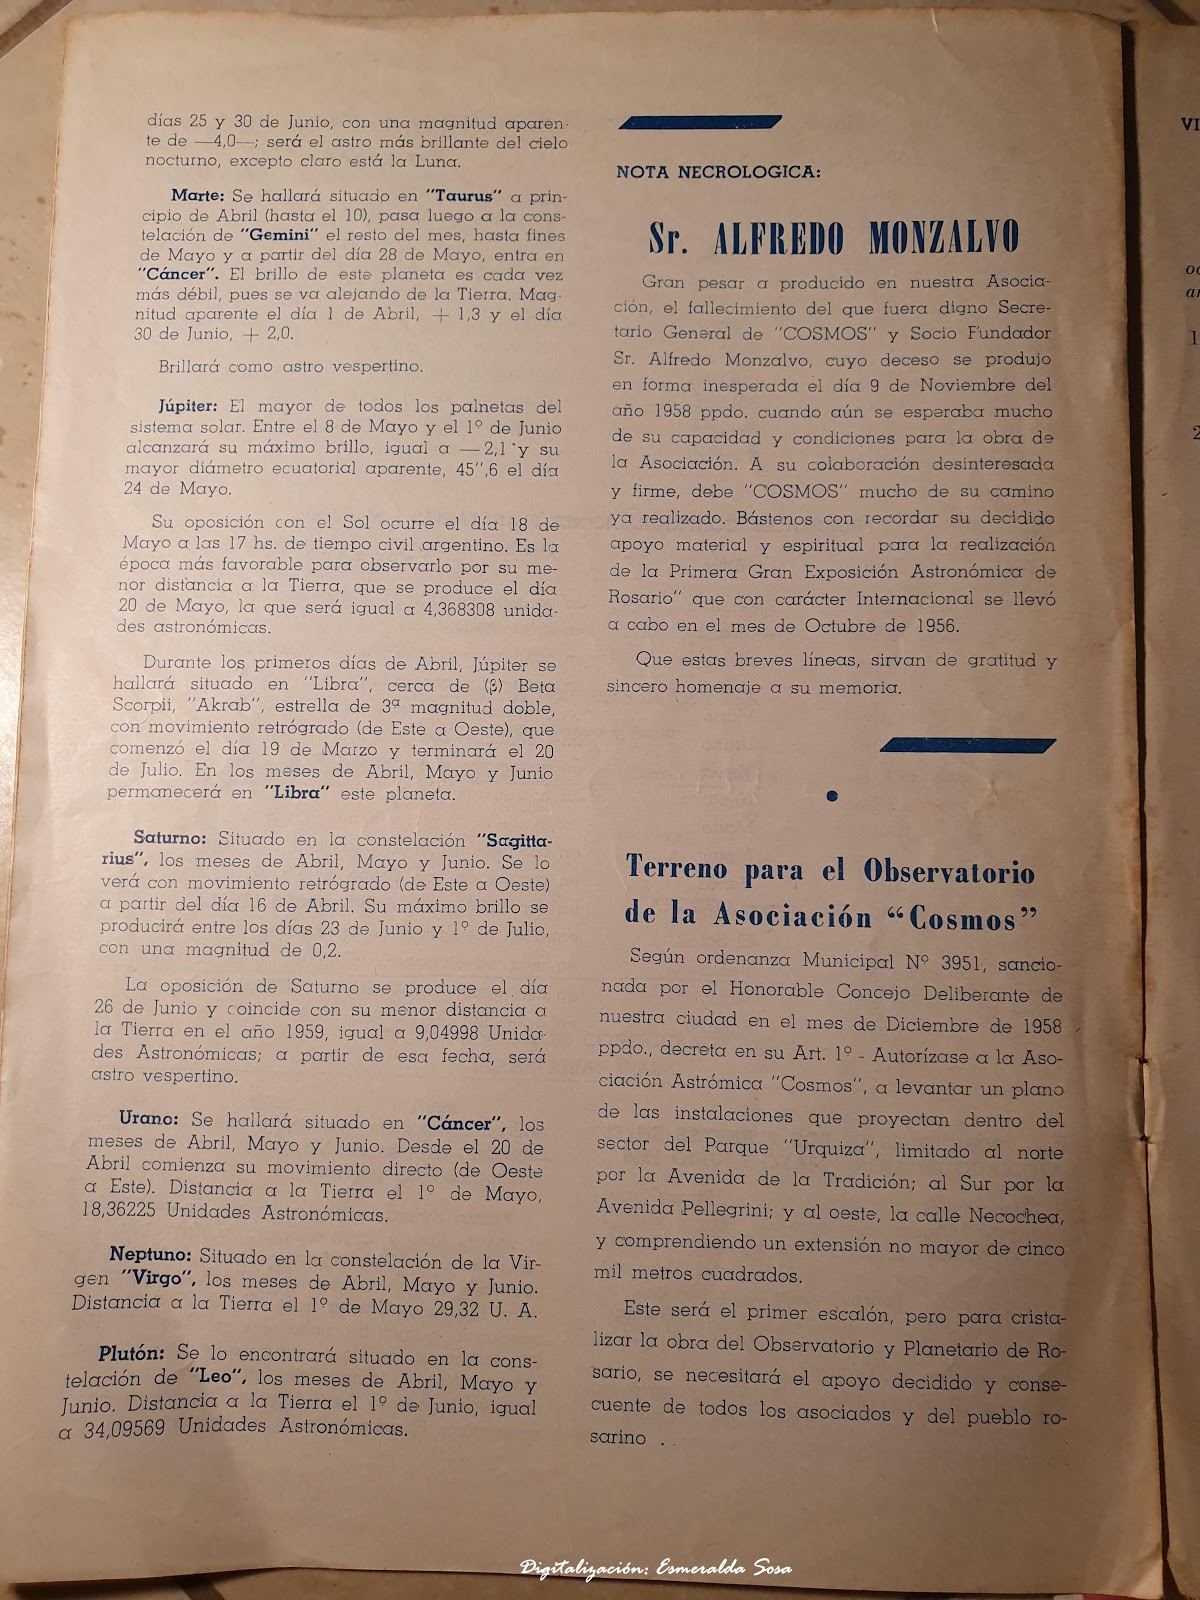 días 25 y 30 de Junio, con una magnitud aparen-
te de —4,0—; será el astro más brillante del cielo
nocturno, excepto claro está la Luna.
Marte: Se hallará situado en "Taurus" a prin-
cipio de Abril (hasta el 10), pasa luego a la cons-
telación de "Gemini" el resto del mes, hasta fines
de Mayo y a partir del día 28 de Mayo, entra en
"Cáncer". El brillo de este planeta es cada vez
más débil, pues se va alejando de la Tierra. Mag-
nitud aparente el día 1 de Abril, + 1,3 y el día
30 de Junio, + 2,0.
Brillará como astro vespertino.
Júpiter: El mayor de todos los palnetas del
sistema solar. Entre el 8 de Mayo y el 1º de Junio
alcanzará su máximo brillo, igual a — 2,1 y su
mayor diámetro ecuatorial aparente, 45",6 el día
24 de Mayo.
Su oposición con el Sol ocurre el día 18 de
Mayo a las 17 hs. de tiempo civil argentino. Es la
época más favorable para observarlo por su me-
nor distancia a la Tierra, que se produce el día
20 de Mayo, la que será igual a 4,368308 unida-
des astronómicas.
Durante los primeros días de Abril, Júpiter se
hallará situado en "Libra", cerca de (β) Beta
Scorpii, "Akrab", estrella de 3ª magnitud doble,
con movimiento retrógrado (de Este a Oeste), que
comenzó el día 19 de Marzo y terminará el 20
de Julio. En los meses de Abril, Mayo y Junio
permanecerá en "Libra" este planeta.
Saturno: Situado en la constelación "Sagitta-
rius", los meses de Abril, Mayo y Junio. Se lo
verá con movimiento retrógrado (de Este a Oeste)
a partir del día 16 de Abril. Su máximo brillo se
producirá entre los días 23 de Junio y 1º de Julio,
con una magnitud de 0,2.
La oposición de Saturno se produce el día
26 de Junio y coincide con su menor distancia a
la Tierra en el año 1959, igual a 9,04998 Unida-
des Astronómicas; a partir de esa fecha, será
astro vespertino.
Urano: Se hallará situado en "Cáncer", los
meses de Abril, Mayo y Junio. Desde el 20 de
Abril comienza su movimiento directo (de Oeste
a Este). Distancia a la Tierra el 1º de Mayo,
18,36225 Unidades Astronómicas.
Neptuno: Situado en la constelación de la Vir-
gen "Virgo", los meses de Abril, Mayo y Junio.
Distancia a la Tierra el 1º de Mayo 29,32 U. A.
Plutón: Se lo encontrará situado en la cons-
telación de "Leo", los meses de Abril, Mayo y
Junio. Distancia a la Tierra el 1º de Junio, igual
a 34,09569 Unidades Astronómicas.
NOTA NECROLOGICA:
Sr. ALFREDO MONZALVO
Gran pesar a producido en nuestra Asocia-
ción, el fallecimiento del que fuera digno Secre-
tario General de "COSMOS" y Socio Fundador
Sr. Alfredo Monzalvo, cuyo deceso se produjo
en forma inesperada el día 9 de Noviembre del
año 1958 ppdo. cuando aún se esperaba mucho
de su capacidad y condiciones para la obra de
la Asociación. A su colaboración desinteresada
y firme, debe "COSMOS" mucho de su camino
ya realizado. Bástenos con recordar su decidido
apoyo material y espiritual para la realización
de la Primera Gran Exposición Astronómica de
Rosario" que con carácter Internacional se llevó
a cabo en el mes de Octubre de 1956.
Que estas breves líneas, sirvan de gratitud y
sincero homenaje a su memoria.
Terreno para el Observatorio
de la Asociación "Cosmos"
Según ordenanza Municipal Nº 3951, sancio-
nada por el Honorable Concejo Deliberante de
nuestra ciudad en el mes de Diciembre de 1958
ppdo., decreta en su Art. 1º - Autorízase a la Aso-
ciación Astrómica "Cosmos", a levantar un plano
de las instalaciones que proyectan dentro del
sector del Parque "Urquiza", limitado al norte
por la Avenida de la Tradición; al Sur por la
Avenida Pellegrini; y al oeste, la calle Necochea,
y comprendiendo un extensión no mayor de cinco
mil metros cuadrados.
Este será el primer escalón, pero para crista-
lizar la obra del Observatorio y Planetario de Ro-
sario, se necesitará el apoyo decidido y conse-
cuente de todos los asociados y del pueblo ro-
sarino . .
VI
1
2
Digitalización: Esmeralda Sosa